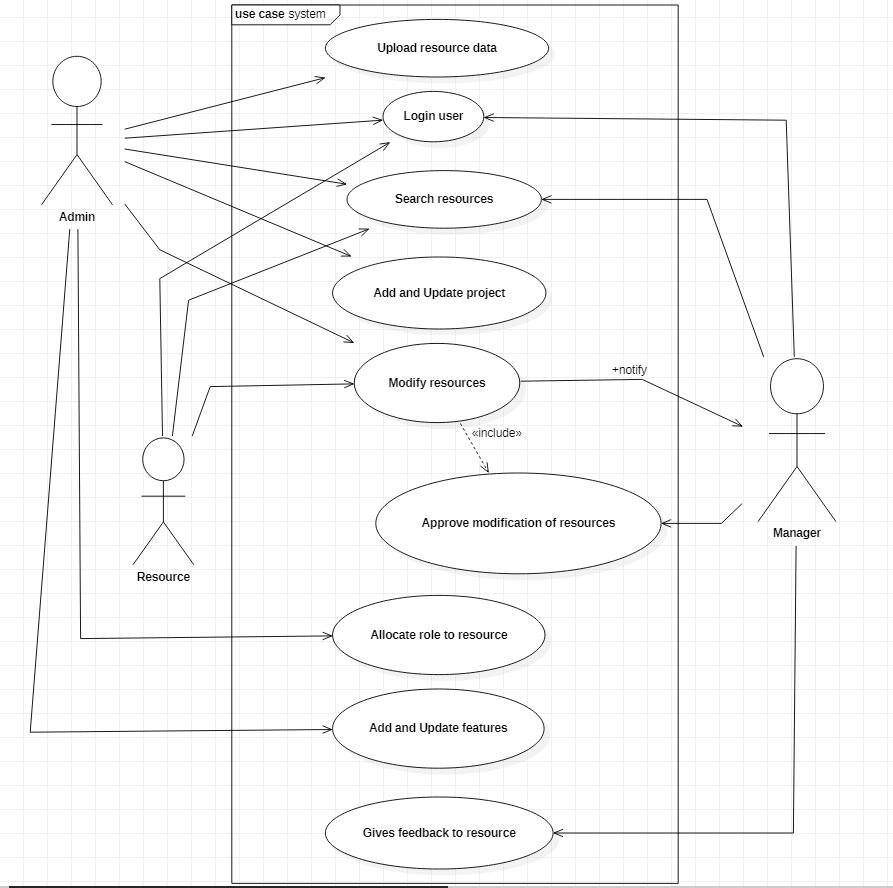 use case system
Upload resource data
Login user
Search resources
Admin
Add and Update project
+notify
Modify resources
«include»
Approve modification of resources
Manager
Resource
Allocate role to resource
Add and Update features
Gives feedback to resource